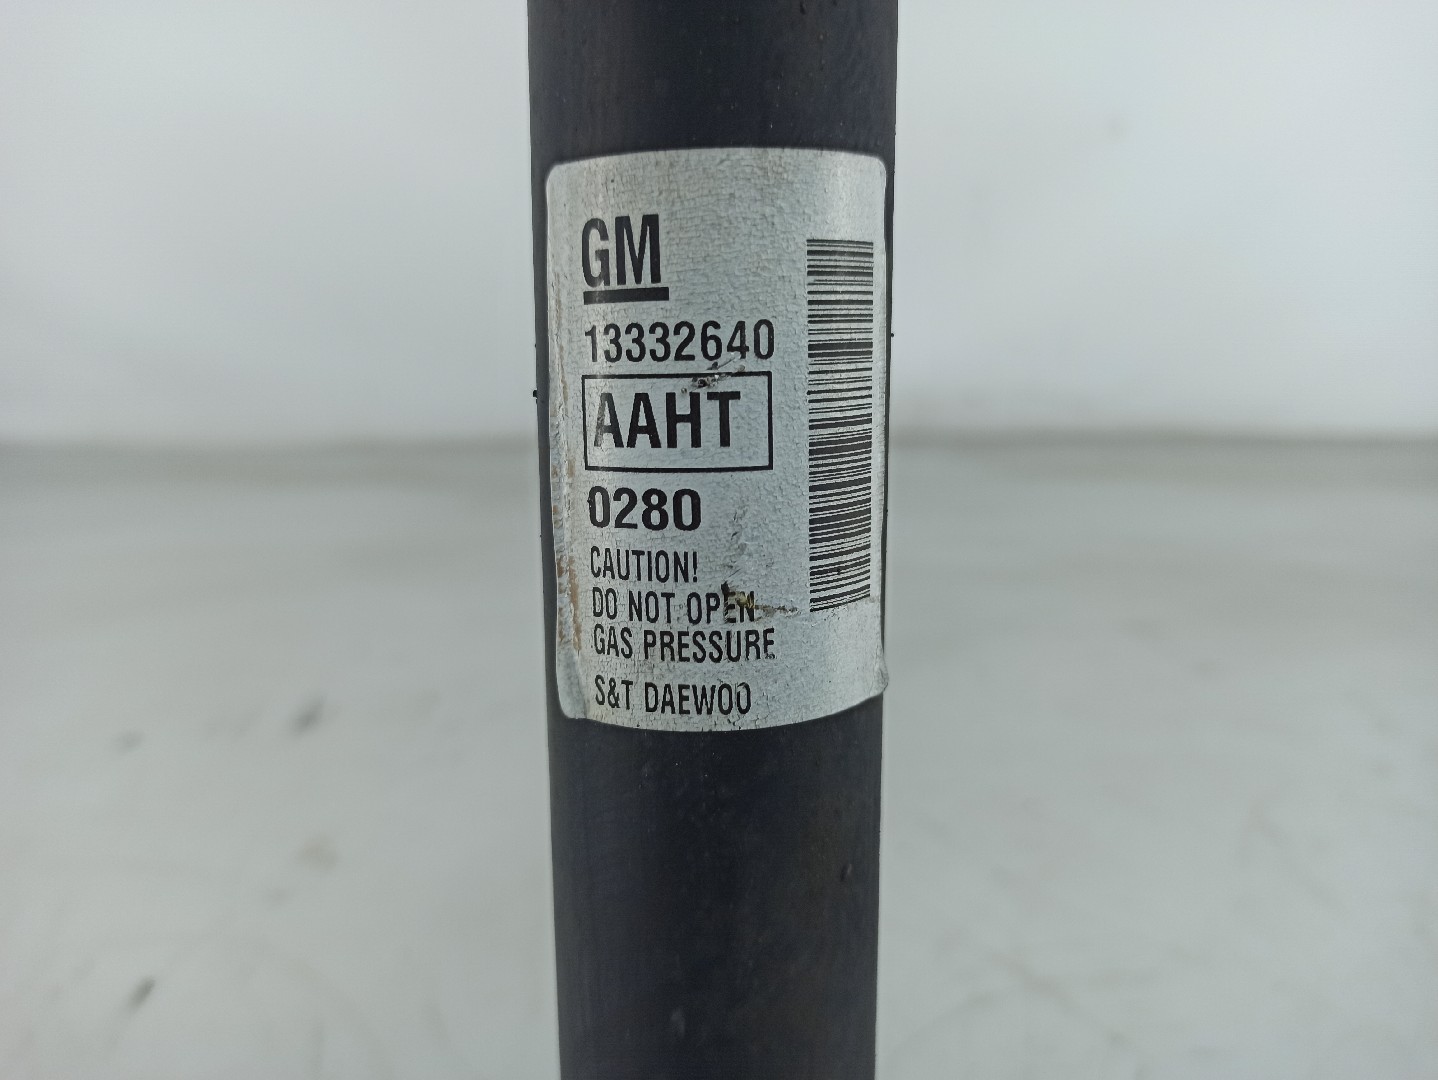 GM
13332640
AAHT
0280
CAUTION!
DO NOT OPEN
GAS PRESSURE
S&T DAEWOO